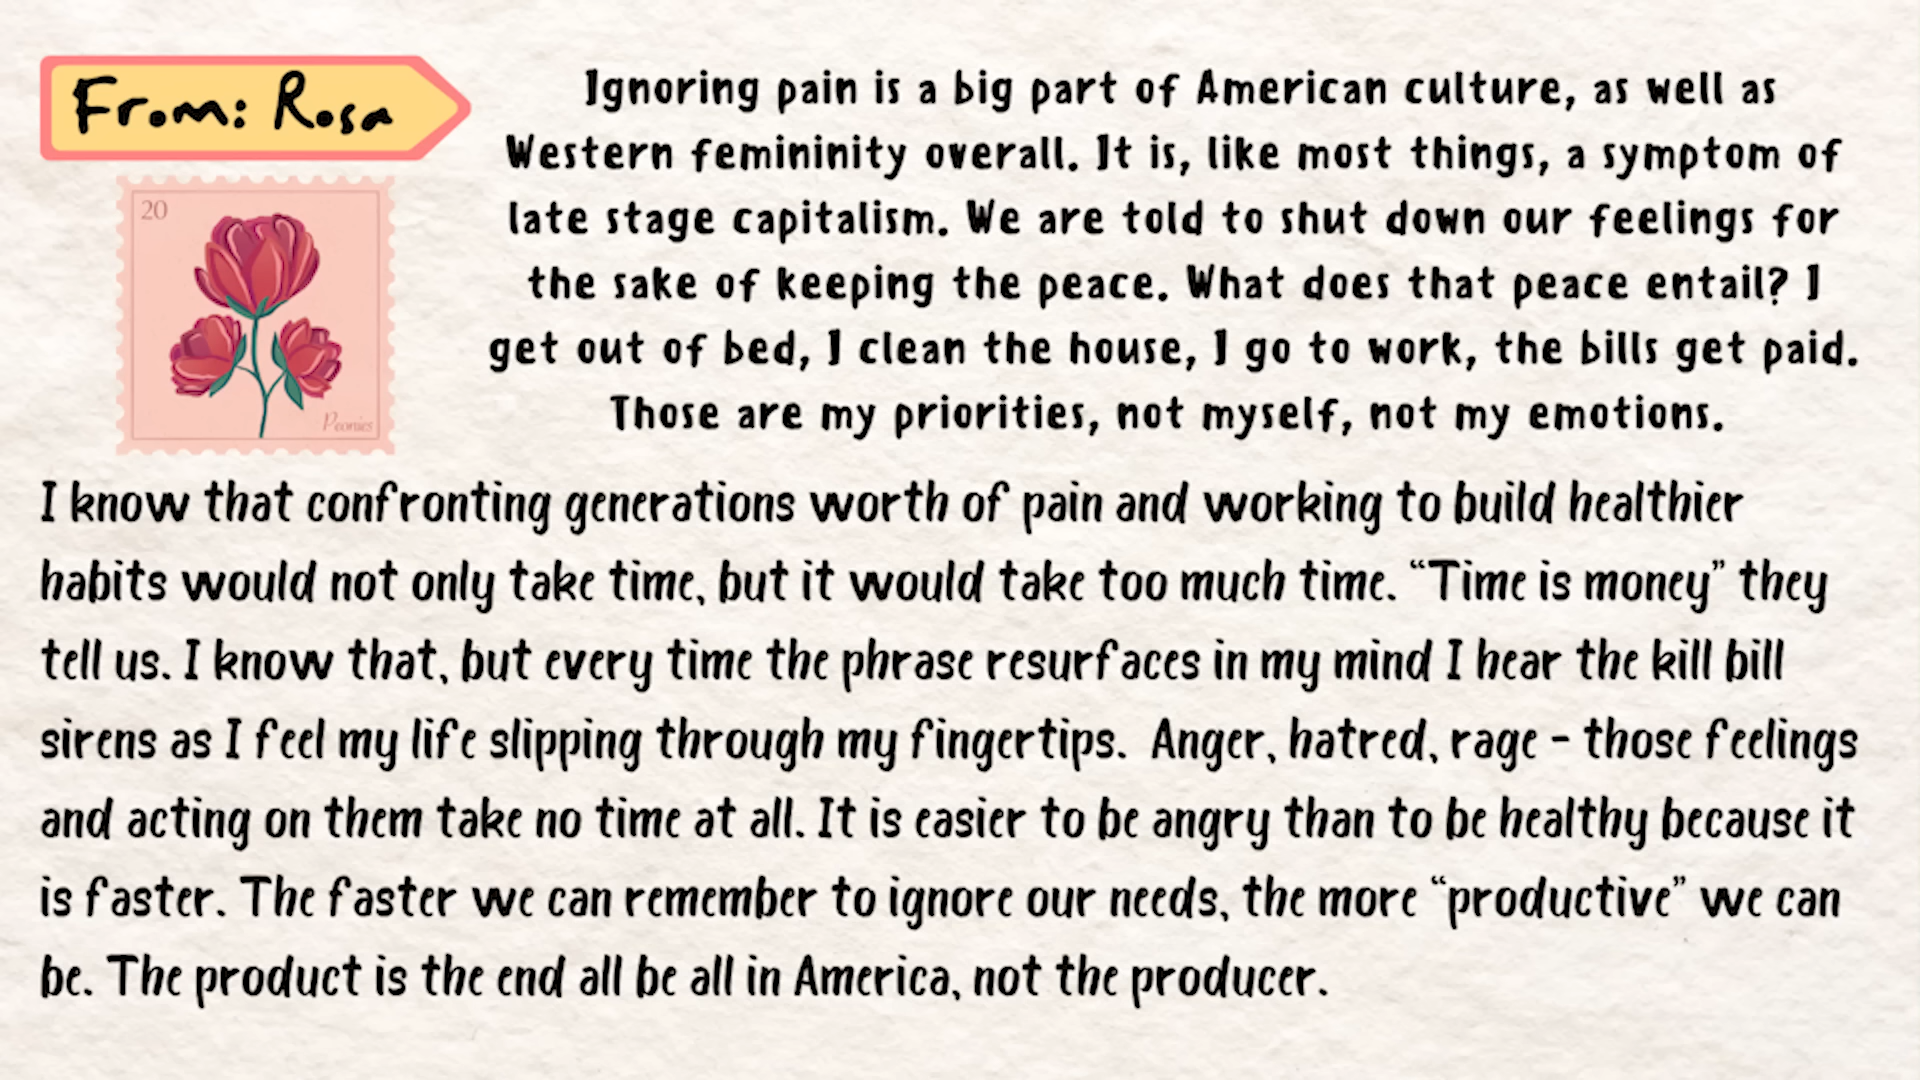 From: Rosa
20
Peonies
Ignoring pain is a big part of American culture, as well as
Western femininity overall. It is, like most things, a symptom of
late stage capitalism. We are told to shut down our feelings for
the sake of keeping the peace. What does that peace entail? I
get out of bed, I clean the house, I go to work, the bills get paid.
Those are my priorities, not myself, not my emotions.
I know that confronting generations worth of pain and working to build healthier
habits would not only take time, but it would take too much time. “Time is money” they
tell us. I know that, but every time the phrase resurfaces in my mind I hear the kill bill
sirens as I feel my life slipping through my fingertips. Anger, hatred, rage - those feelings
and acting on them take no time at all. It is easier to be angry than to be healthy because it
is faster. The faster we can remember to ignore our needs, the more “productive” we can
be. The product is the end all be all in America, not the producer.